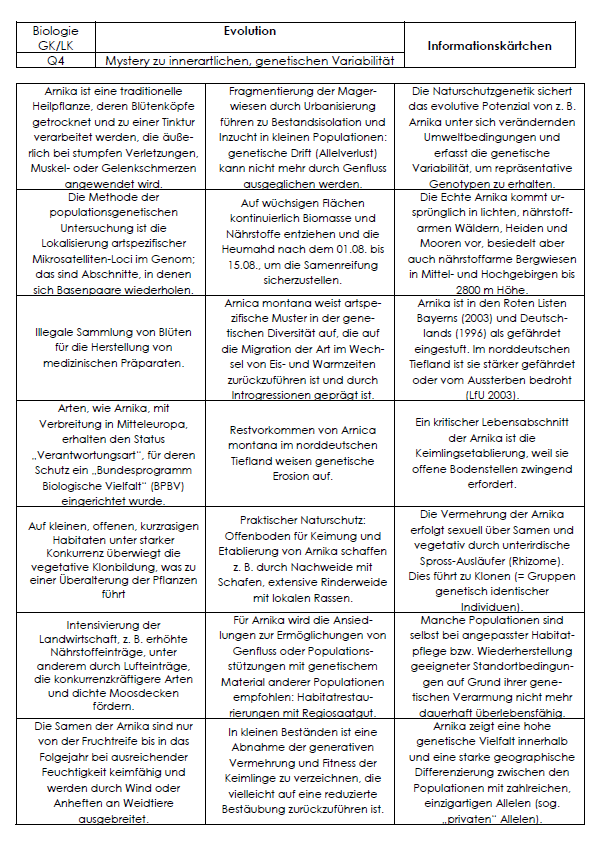 Biologie
GK/LK
Evolution
Informationskärtchen
Q4
Mystery zu innerartlichen, genetischen Variabilität
Arnika ist eine traditionelle
Heilpflanze, deren Blütenköpfe
getrocknet und zu einer Tinktur
verarbeitet werden, die äuße-
rlich bei stumpfen Verletzungen,
Muskel- oder Gelenkschmerzen
angewendet wird.
Fragmentierung der Mager-
wiesen durch Urbanisierung
führen zu Bestandsisolation und
Inzucht in kleinen Populationen:
genetische Drift (Allelverlust)
kann nicht mehr durch Genfluss
ausgeglichen werden.
Die Naturschutzgenetik sichert
das evolutive Potenzial von z. B.
Arnika unter sich verändernden
Umweltbedingungen und
erfasst die genetische
Variabilität, um repräsentative
Genotypen zu erhalten.
Die Methode der
populationsgenetischen
Untersuchung ist die
Lokalisierung artspezifischer
Mikrosatelliten-Loci im Genom;
das sind Abschnitte, in denen
sich Basenpaare wiederholen.
Auf wüchsigen Flächen
kontinuierlich Biomasse und
Nährstoffe entziehen und die
Heumahd nach dem 01.08. bis
15.08., um die Samenreifung
sicherzustellen.
Die Echte Arnika kommt ur-
sprünglich in lichten, nährstoff-
armen Wäldern, Heiden und
Mooren vor, besiedelt aber
auch nährstoffarme Bergwiesen
in Mittel- und Hochgebirgen bis
2800 m Höhe.
Illegale Sammlung von Blüten
für die Herstellung von
medizinischen Präparaten.
Arnica montana weist artspe-
zifische Muster in der gene-
tischen Diversität auf, die auf
die Migration der Art im Wech-
sel von Eis- und Warmzeiten
zurückzuführen ist und durch
Introgressionen geprägt ist.
Arnika ist in den Roten Listen
Bayerns (2003) und Deutsch-
lands (1996) als gefährdet
eingestuft. Im norddeutschen
Tiefland ist sie stärker gefährdet
oder vom Aussterben bedroht
(LfU 2003).
Arten, wie Arnika, mit
Verbreitung in Mitteleuropa,
erhalten den Status
„Verantwortungsart“, für deren
Schutz ein „Bundesprogramm
Biologische Vielfalt“ (BPBV)
eingerichtet wurde.
Restvorkommen von Arnica
montana im norddeutschen
Tiefland weisen genetische
Erosion auf.
Ein kritischer Lebensabschnitt
der Arnika ist die
Keimlingsetablierung, weil sie
offene Bodenstellen zwingend
erfordert.
Auf kleinen, offenen, kurzrasigen
Habitaten unter starker
Konkurrenz überwiegt die
vegetative Klonbildung, was zu
einer Überalterung der Pflanzen
führt
Praktischer Naturschutz:
Offenboden für Keimung und
Etablierung von Arnika schaffen
z. B. durch Nachweide mit
Schafen, extensive Rinderweide
mit lokalen Rassen.
Die Vermehrung der Arnika
erfolgt sexuell über Samen und
vegetativ durch unterirdische
Spross-Ausläufer (Rhizome).
Dies führt zu Klonen (= Gruppen
genetisch identischer
Individuen).
Intensivierung der
Landwirtschaft, z. B. erhöhte
Nährstoffeinträge, unter
anderem durch Lufteinträge,
die konkurrenzkräftigere Arten
und dichte Moosdecken
fördern.
Für Arnika wird die Ansied-
lungen zur Ermöglichungen von
Genfluss oder Populations-
stützungen mit genetischem
Material anderer Populationen
empfohlen: Habitatrestau-
rierungen mit Regiosaatgut.
Manche Populationen sind
selbst bei angepasster Habitat-
pflege bzw. Wiederherstellung
geeigneter Standortbedingun-
gen auf Grund ihrer gene-
tischen Verarmung nicht mehr
dauerhaft überlebensfähig.
Die Samen der Arnika sind nur
von der Fruchtreife bis in das
Folgejahr bei ausreichender
Feuchtigkeit keimfähig und
werden durch Wind oder
Anheften an Weidtiere
ausgebreitet.
In kleinen Beständen ist eine
Abnahme der generativen
Vermehrung und Fitness der
Keimlinge zu verzeichnen, die
vielleicht auf eine reduzierte
Bestäubung zurückzuführen ist.
Arnika zeigt eine hohe
genetische Vielfalt innerhalb
und eine starke geographische
Differenzierung zwischen den
Populationen mit zahlreichen,
einzigartigen Allelen (sog.
„privaten“ Allelen).